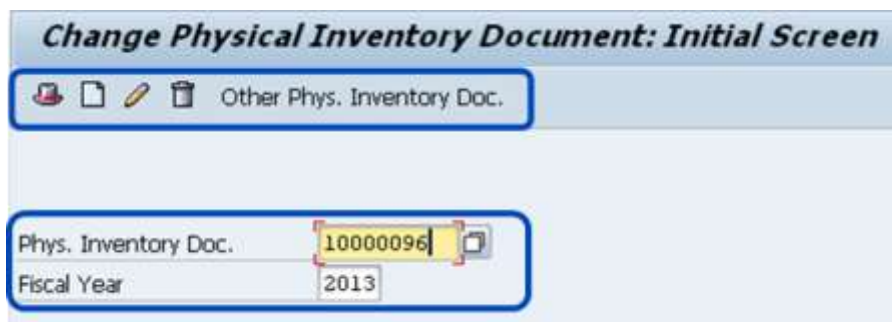 Change Physical Inventory Document: Initial Screen
Other Phys. Inventory Doc.
Phys. Inventory Doc. 10000096
Fiscal Year 2013